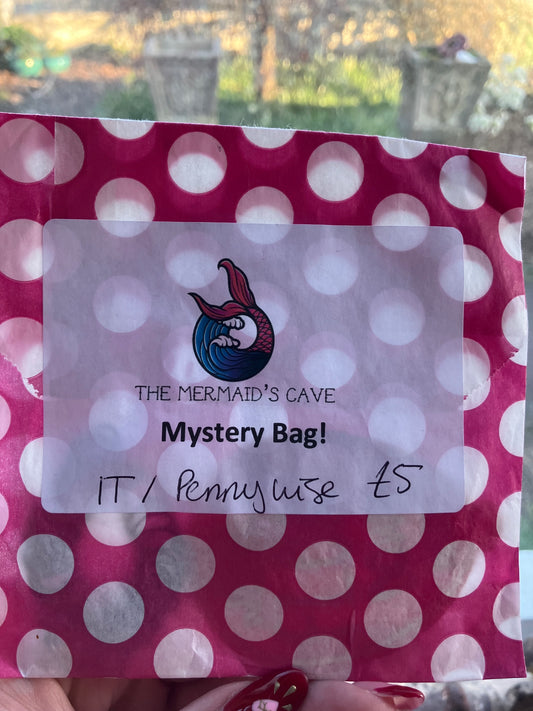 THE MERMAID'S CAVE
Mystery Bag!
IT / Pennywise £5